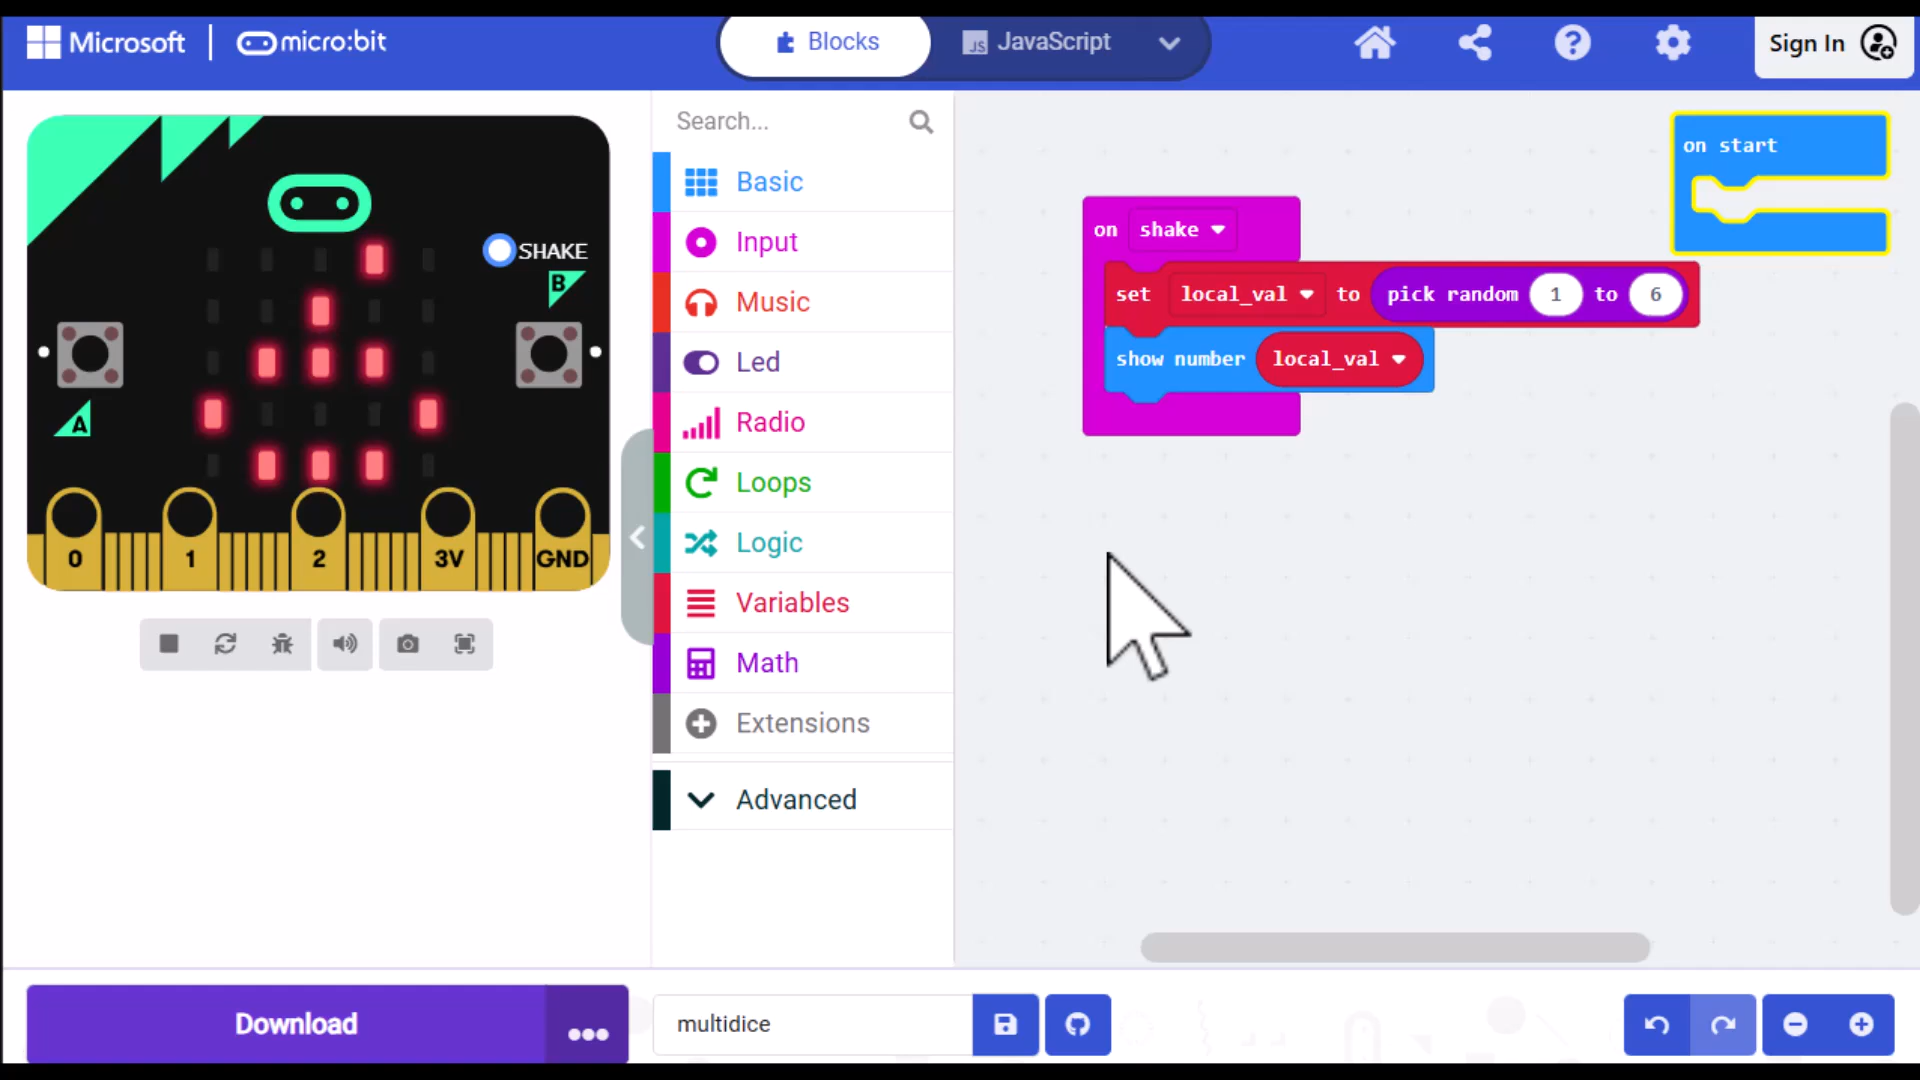 Microsoft | micro:bit
Blocks
JavaScript
Sign In
SHAKE
B
A
0 1 2 3V GND
Search...
Basic
Input
Music
Led
Radio
Loops
Logic
Variables
Math
Extensions
Advanced
on start
on shake
set local_val to pick random 1 to 6
show number local_val
Download
multidice